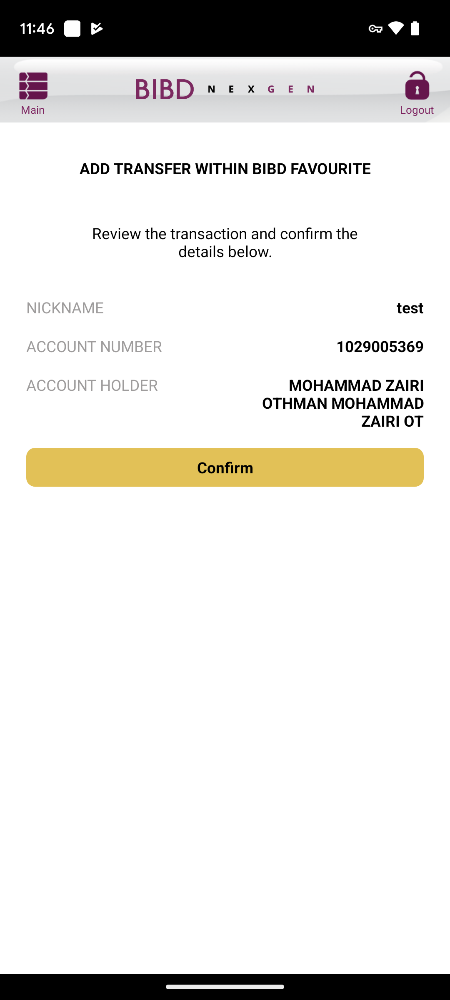 11:46
BIBD NEXGEN
Main
Logout
ADD TRANSFER WITHIN BIBD FAVOURITE
Review the transaction and confirm the
details below.
NICKNAME test
ACCOUNT NUMBER 1029005369
ACCOUNT HOLDER MOHAMMAD ZAIRI
OTHMAN MOHAMMAD
ZAIRI OT
Confirm